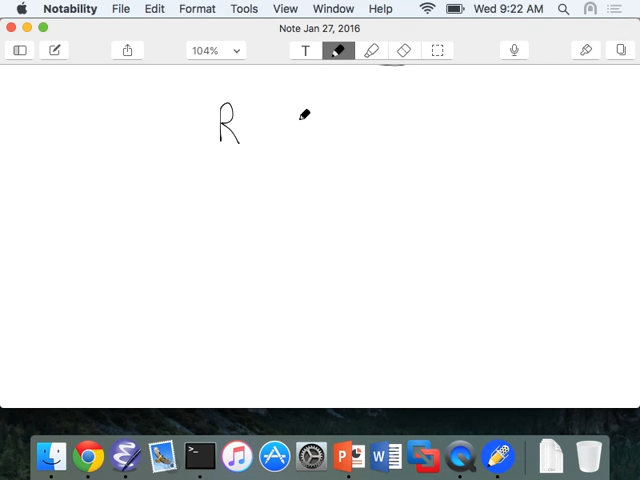 Notability File Edit Format Tools View Window Help Wed 9:22 AM
Note Jan 27, 2016
104% T
R
>_ P W